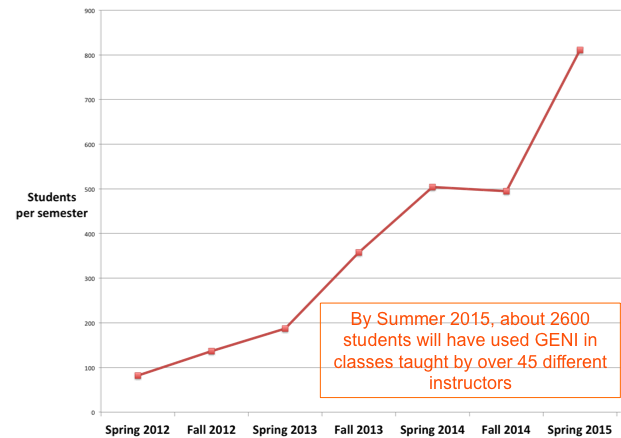 900
800
700
600
500
400
300
200
100
0
Students
per semester
By Summer 2015, about 2600
students will have used GENI in
classes taught by over 45 different
instructors
Spring 2012 Fall 2012 Spring 2013 Fall 2013 Spring 2014 Fall 2014 Spring 2015